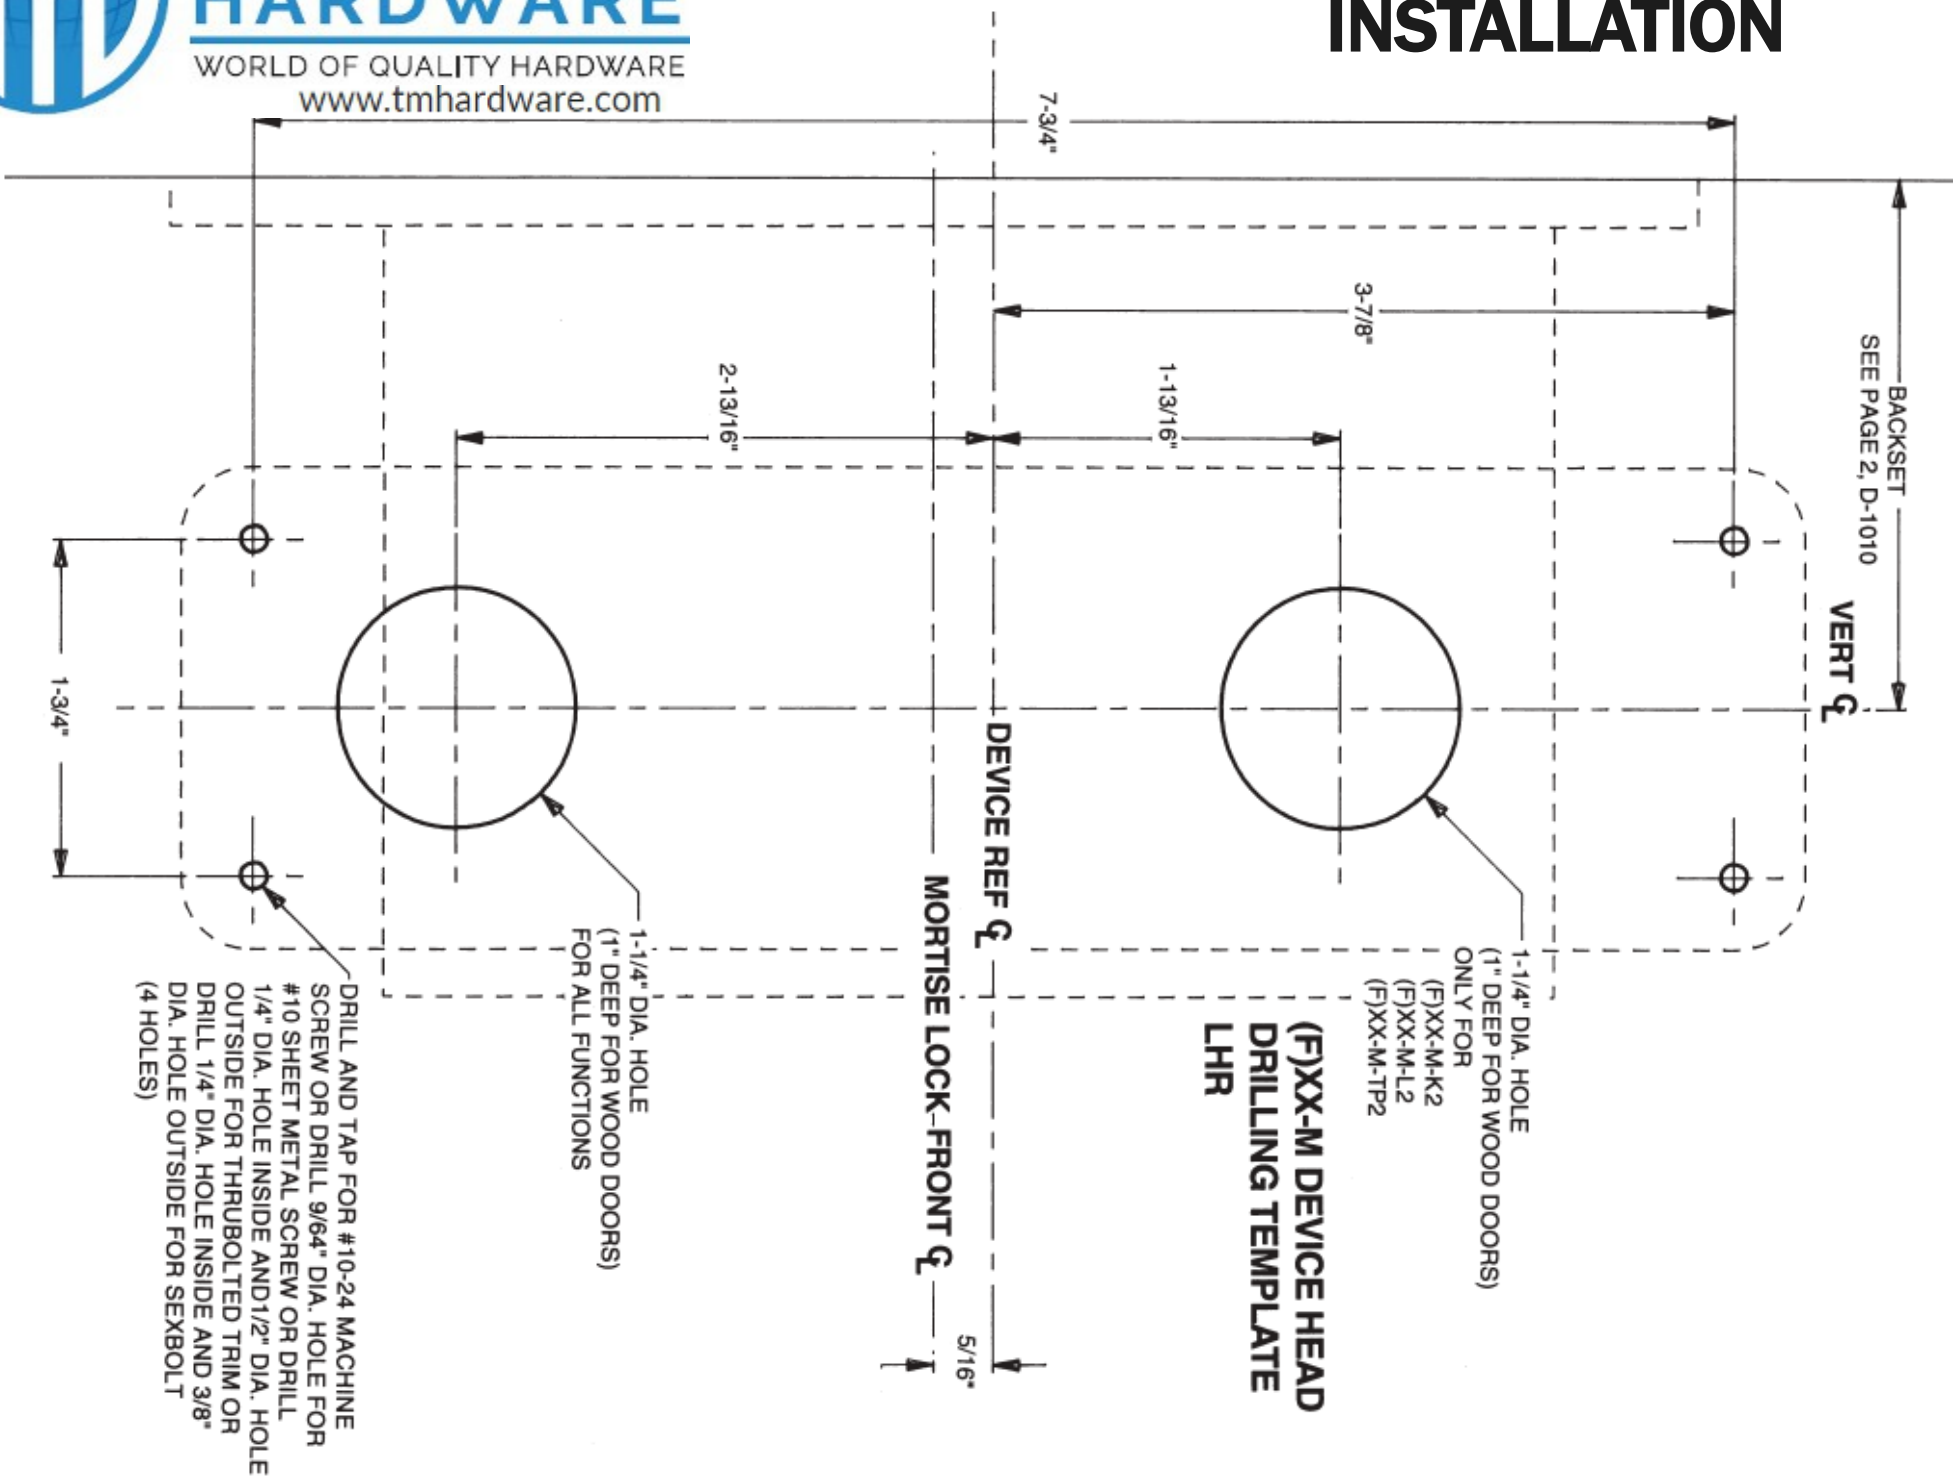 HARDWARE
WORLD OF QUALITY HARDWARE
www.tmhardware.com
INSTALLATION
7-3/4"
3-7/8"
2-13/16"
1-13/16"
BACKSET
SEE PAGE 2, D-1010
VERT ℄
1-3/4"
DEVICE REF ℄
MORTISE LOCK-FRONT ℄
5/16"
1-1/4" DIA. HOLE
(1" DEEP FOR WOOD DOORS)
ONLY FOR
(F)XX-M-K2
(F)XX-M-L2
(F)XX-M-TP2
(F)XX-M DEVICE HEAD
DRILLING TEMPLATE
LHR
1-1/4" DIA. HOLE
(1" DEEP FOR WOOD DOORS)
FOR ALL FUNCTIONS
DRILL AND TAP FOR #10-24 MACHINE
SCREW OR DRILL 9/64" DIA. HOLE FOR
#10 SHEET METAL SCREW OR DRILL
1/4" DIA. HOLE INSIDE AND1/2" DIA. HOLE
OUTSIDE FOR THRUBOLTED TRIM OR
DRILL 1/4" DIA. HOLE INSIDE AND 3/8"
DIA. HOLE OUTSIDE FOR SEXBOLT
(4 HOLES)